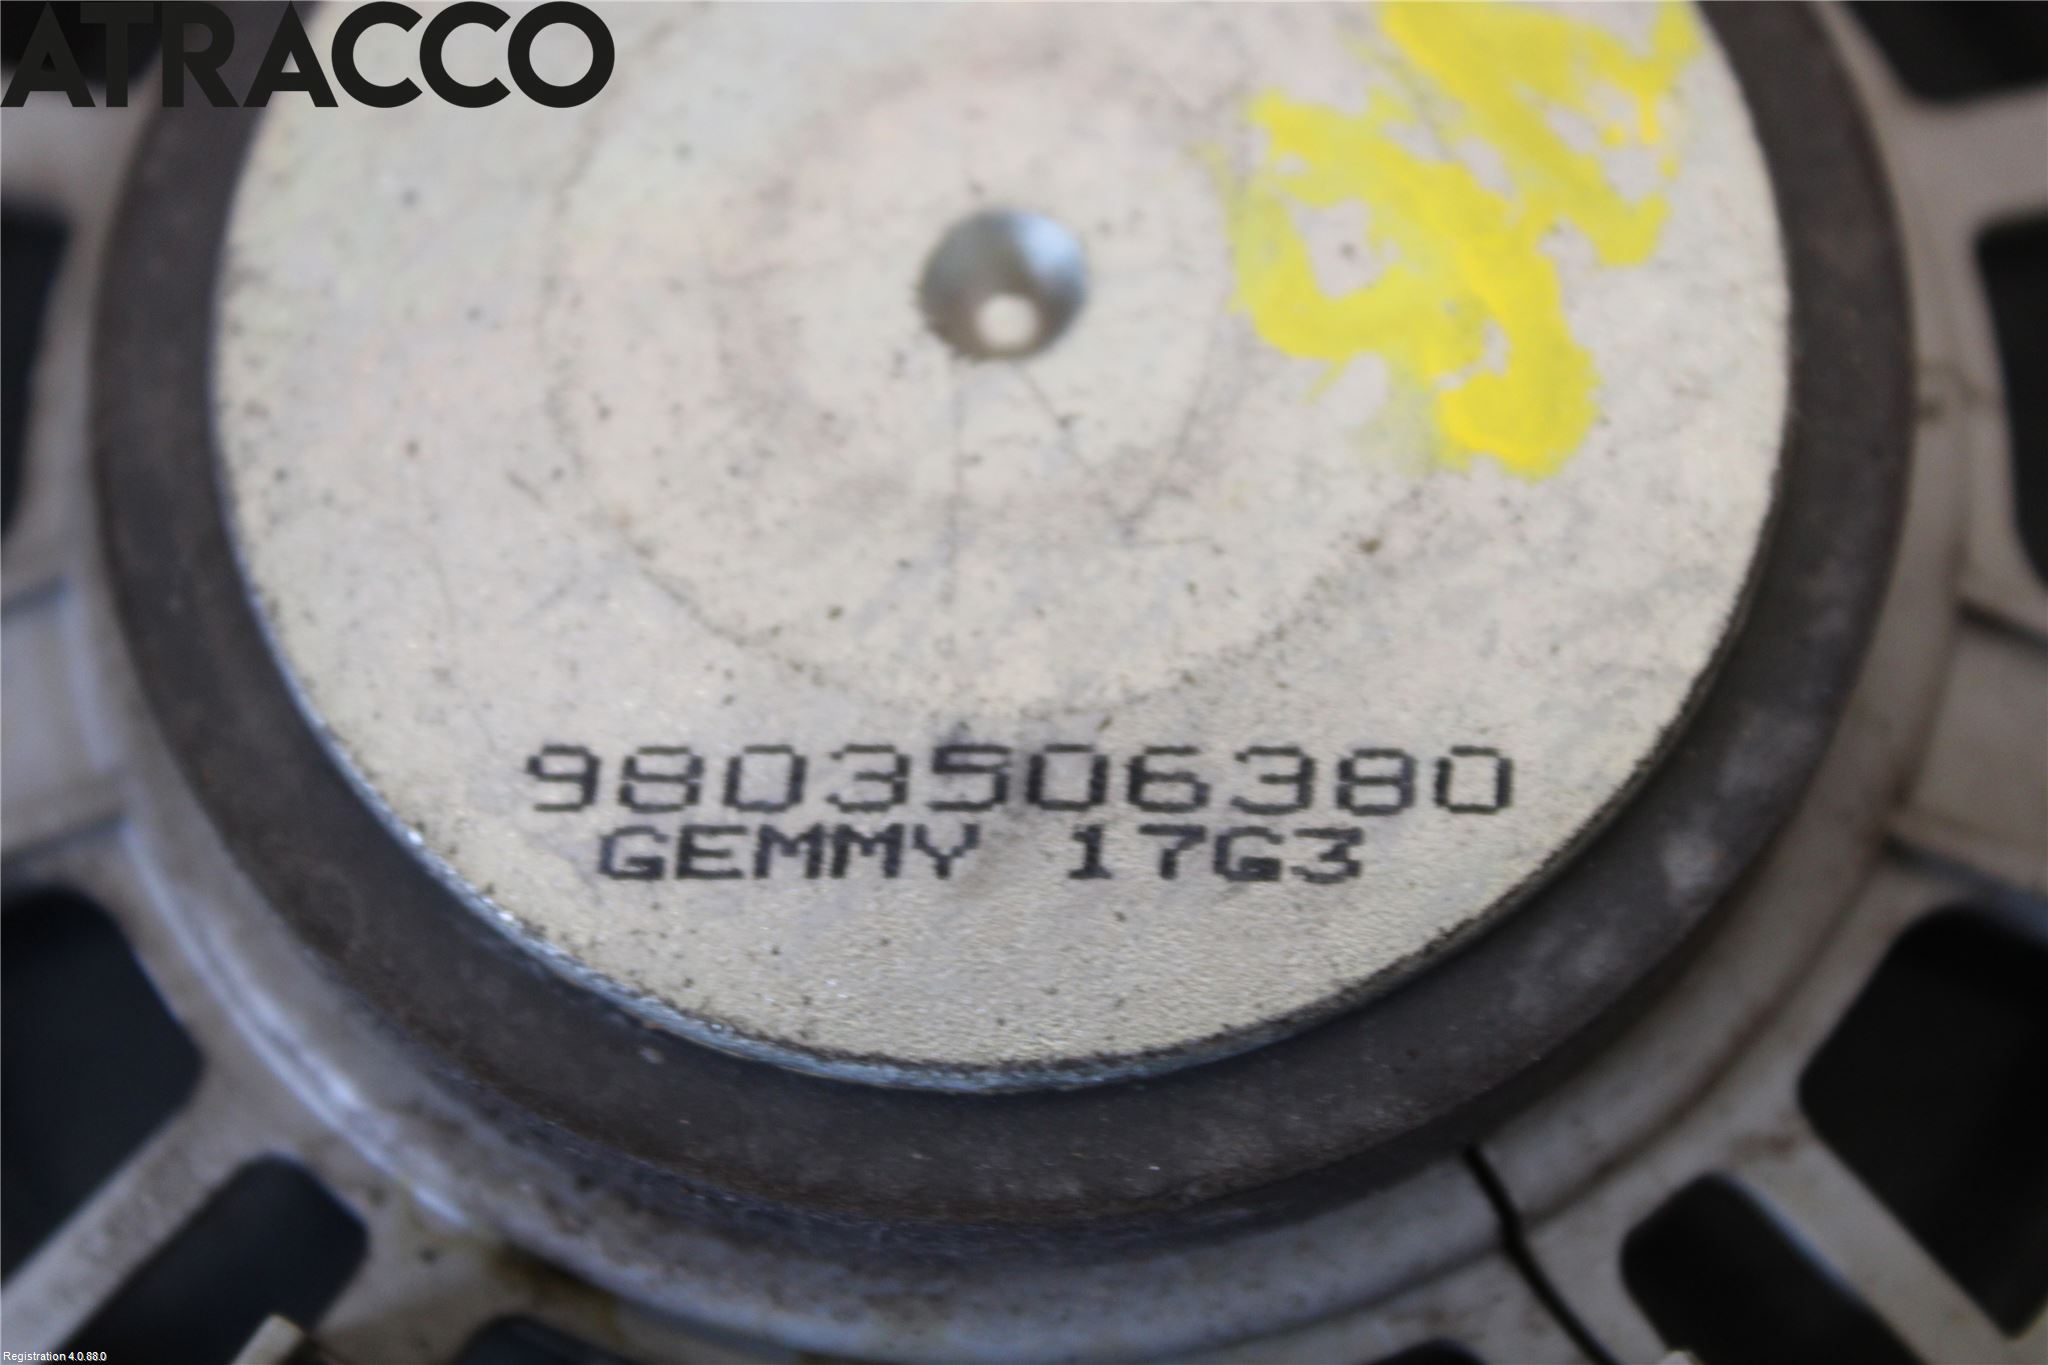 ATRACCO
9803506380
GEMMY 17G3
Registration 4.0.88.0